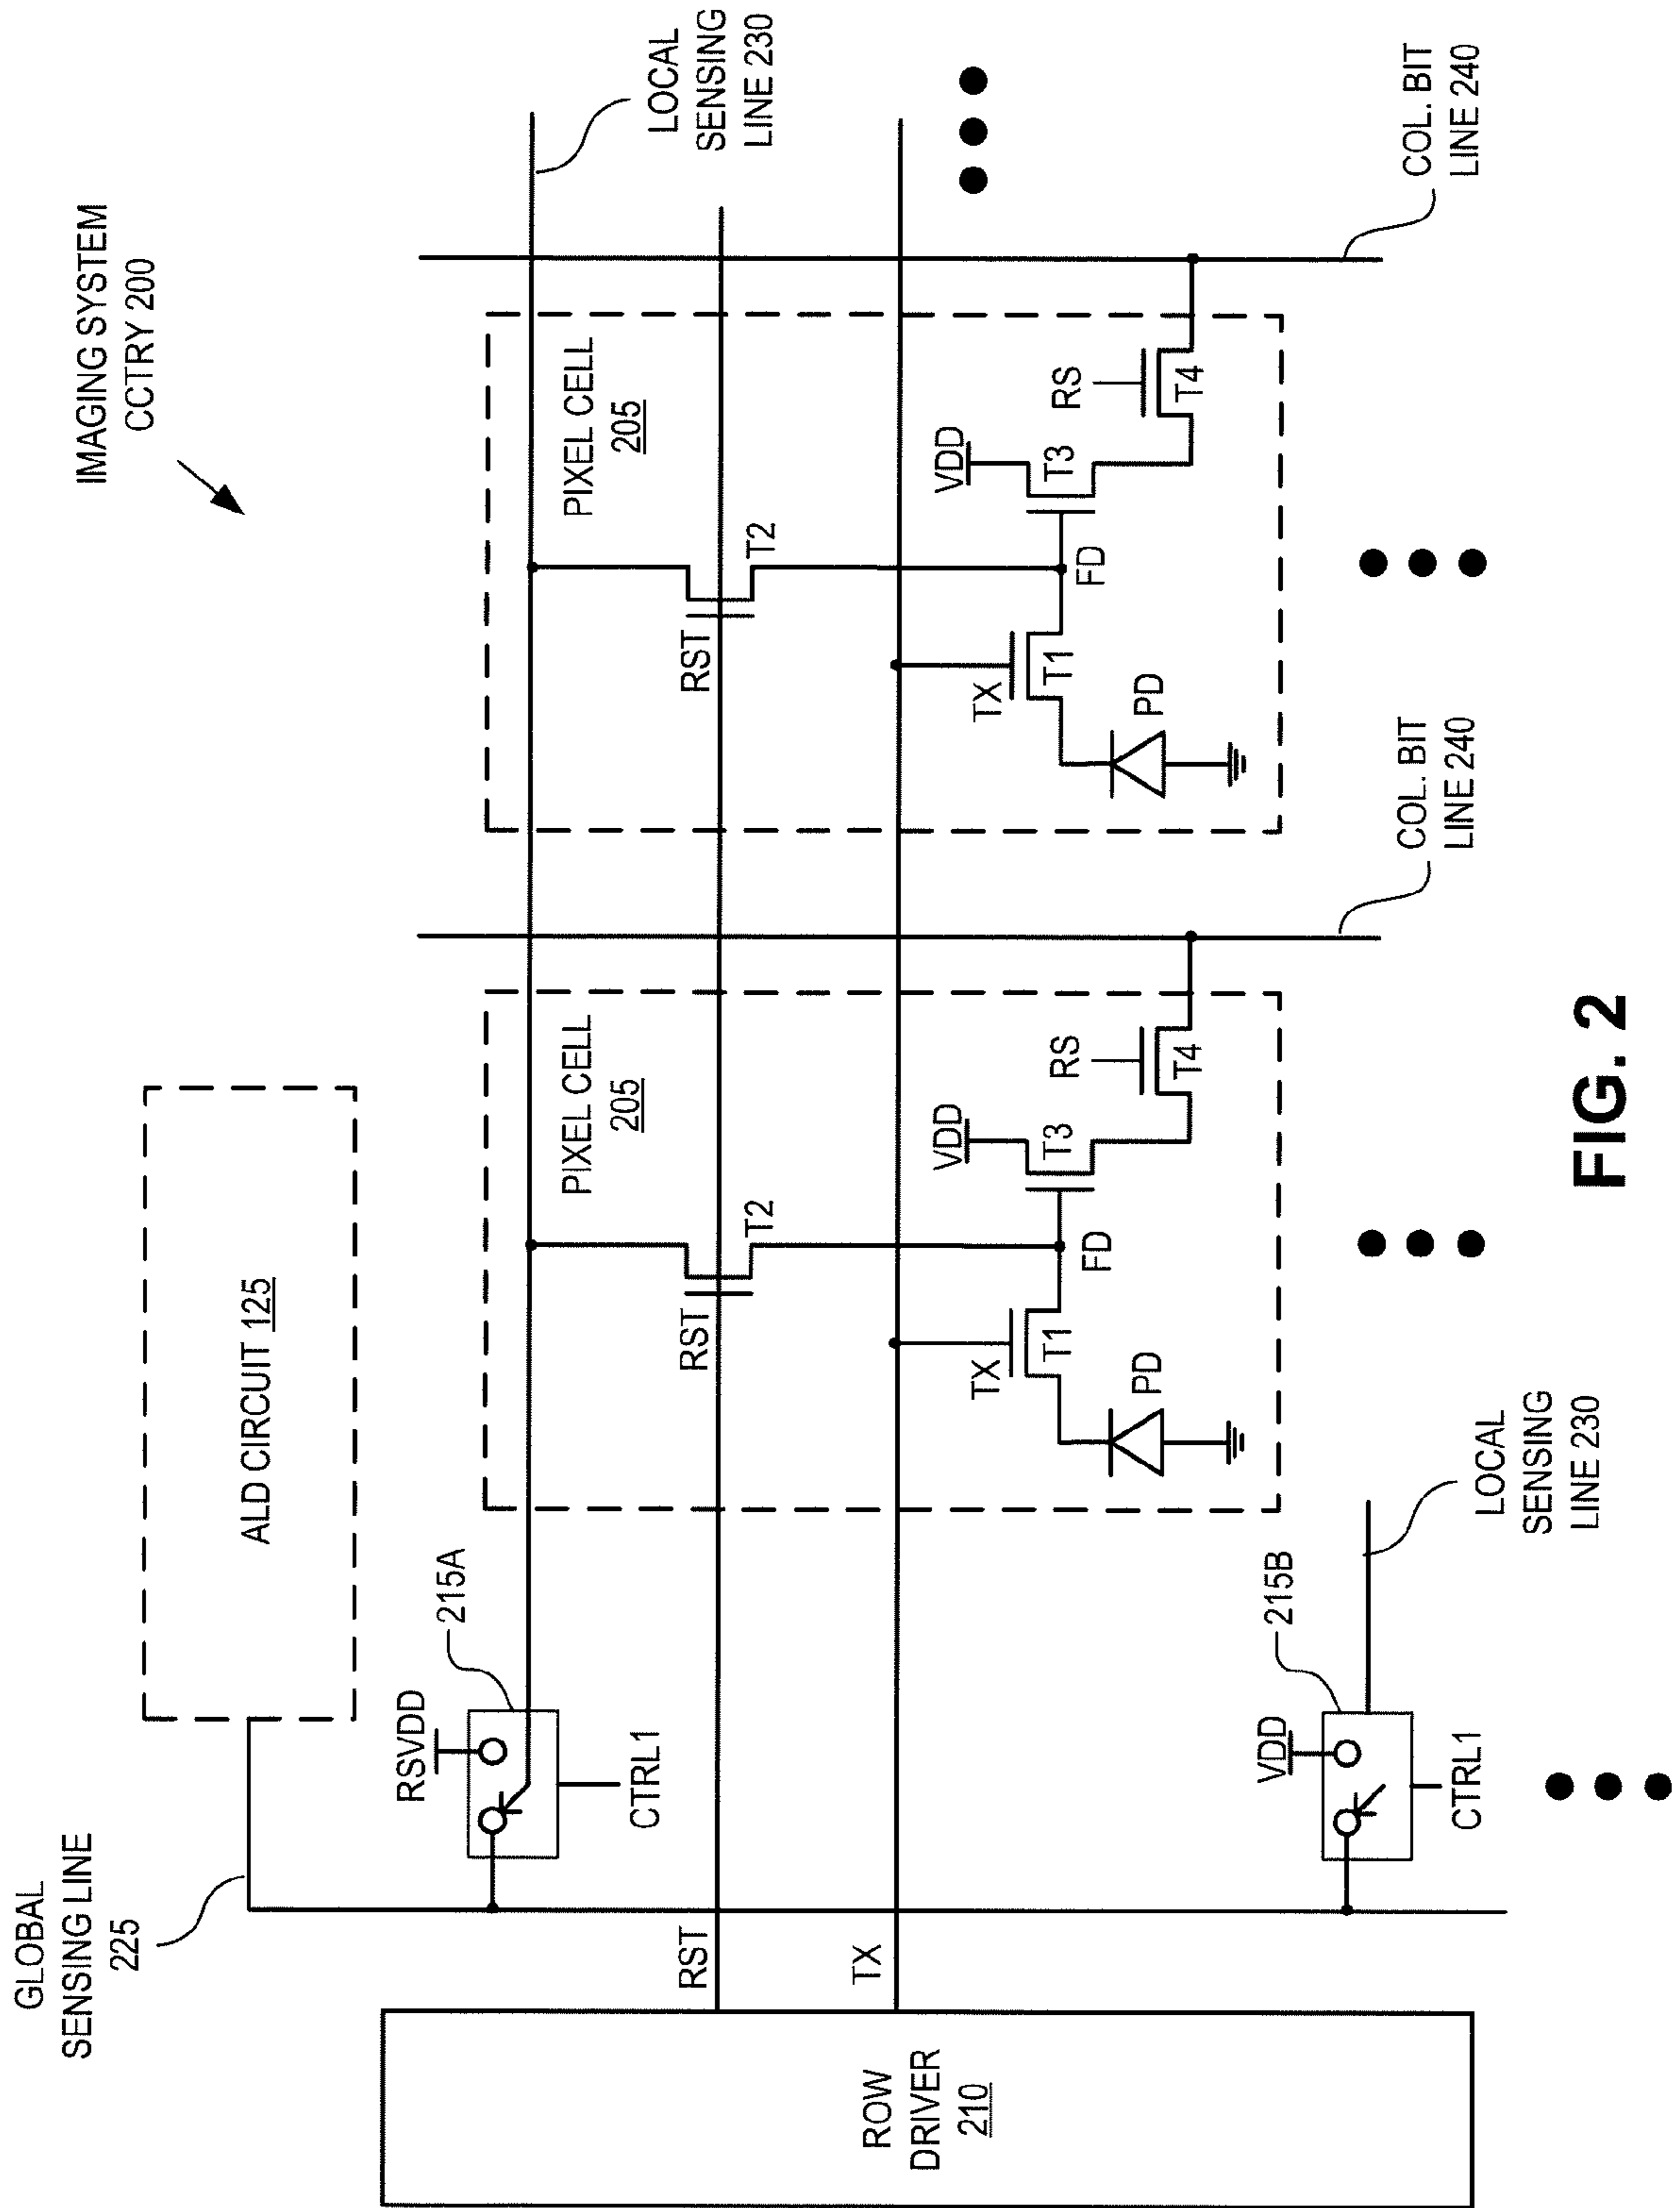 IMAGING SYSTEM
CCTRY 200
GLOBAL
SENSING LINE
225
ALD CIRCUIT 125
LOCAL
SENSING
LINE 230
RSVDD
215A
CTRL1
PIXEL CELL
205
PIXEL CELL
205
RST
RST
T2
RST
T2
TX
TX
T1
FD
VDD
T3
RS
T4
PD
TX
T1
FD
VDD
T3
RS
T4
PD
ROW
DRIVER
210
VDD
215B
CTRL1
LOCAL
SENSING
LINE 230
COL. BIT
LINE 240
COL. BIT
LINE 240
FIG. 2